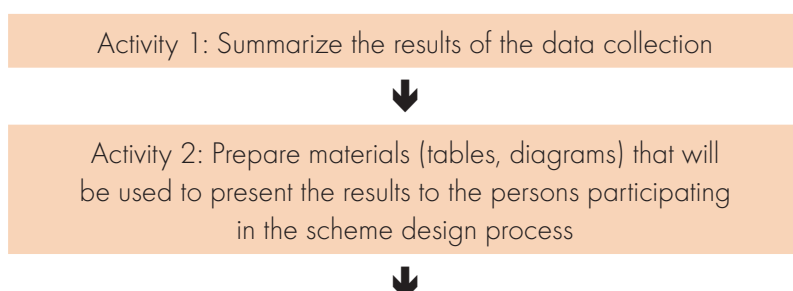 Activity 1: Summarize the results of the data collection
Activity 2: Prepare materials (tables, diagrams) that will
be used to present the results to the persons participating
in the scheme design process